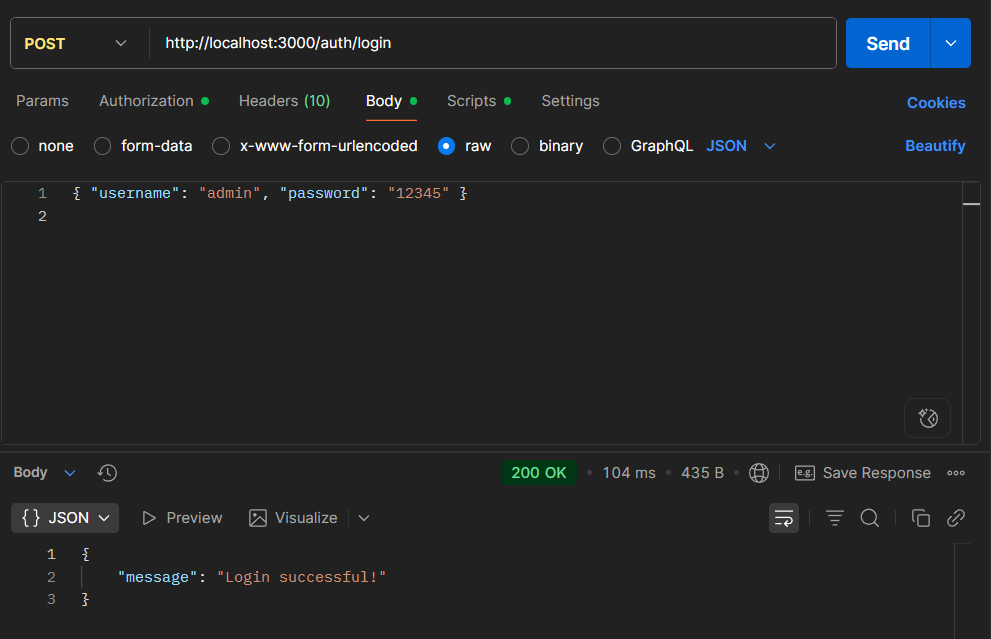 POST http://localhost:3000/auth/login Send
Params Authorization Headers (10) Body Scripts Settings Cookies
none form-data x-www-form-urlencoded raw binary GraphQL JSON Beautify
1 { "username": "admin", "password": "12345" }
2
Body 200 OK • 104 ms • 435 B • e.g. Save Response
{} JSON Preview Visualize
1 {
2 "message": "Login successful!"
3 }